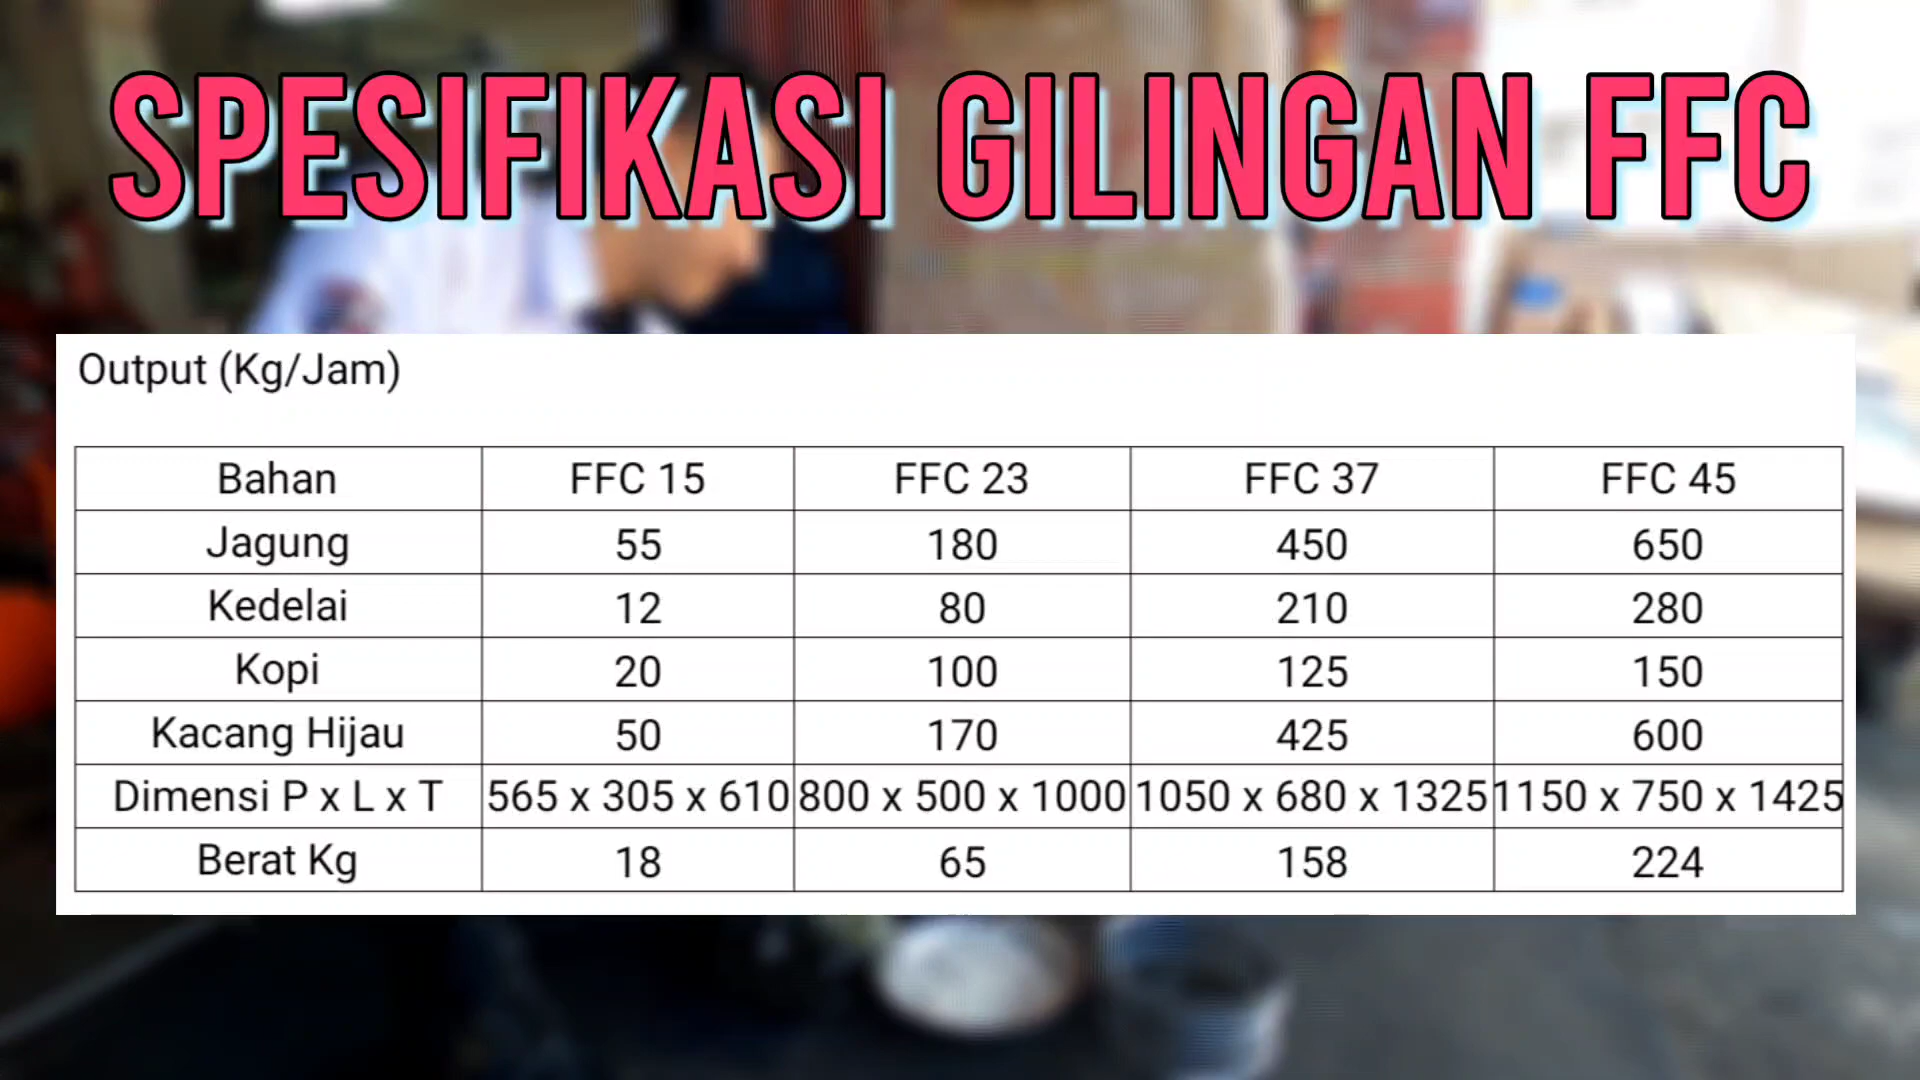 SPESIFIKASI GILINGAN FFC
Output (Kg/Jam)
Bahan FFC 15 FFC 23 FFC 37 FFC 45
Jagung 55 180 450 650
Kedelai 12 80 210 280
Kopi 20 100 125 150
Kacang Hijau 50 170 425 600
Dimensi P x L x T 565 x 305 x 610 800 x 500 x 1000 1050 x 680 x 1325 1150 x 750 x 1425
Berat Kg 18 65 158 224